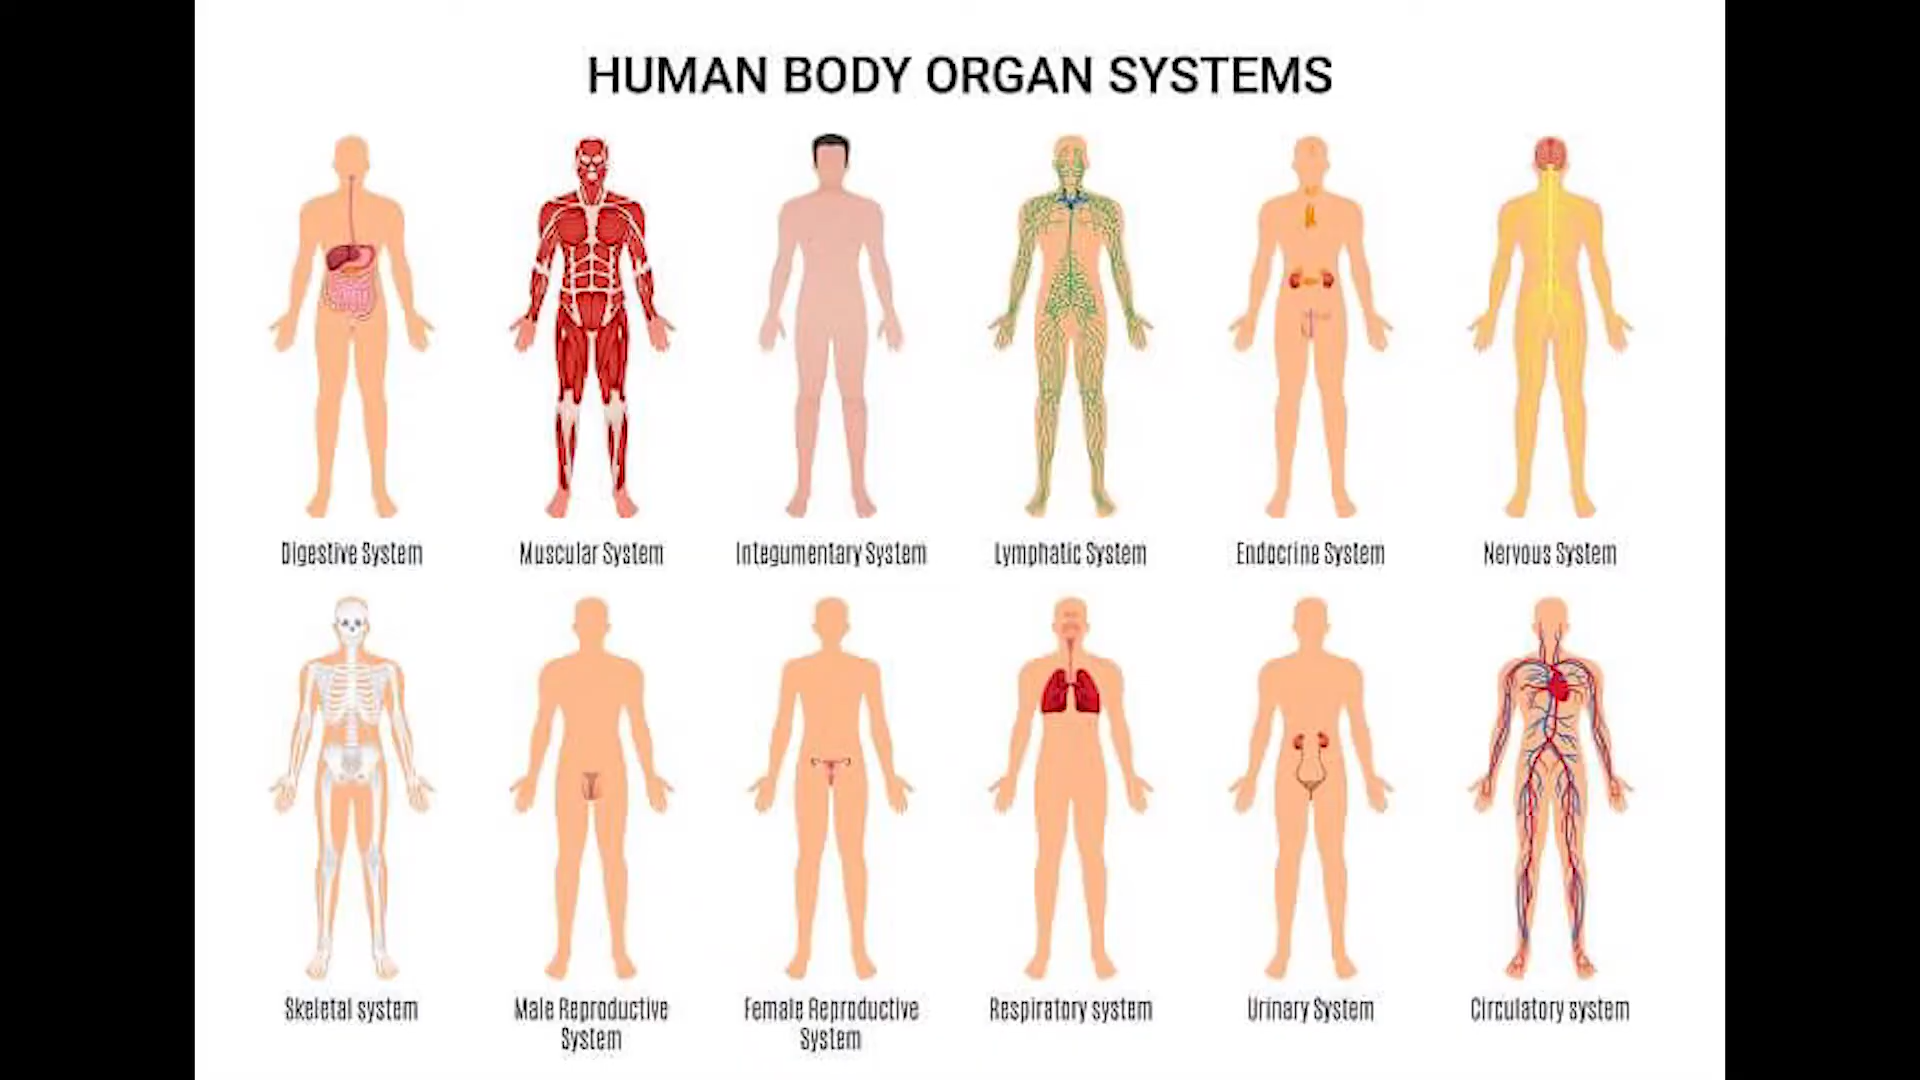 HUMAN BODY ORGAN SYSTEMS
Digestive System
Muscular System
Integumentary System
Lymphatic System
Endocrine System
Nervous System
Skeletal system
Male Reproductive
System
Female Reproductive
System
Respiratory system
Urinary System
Circulatory system